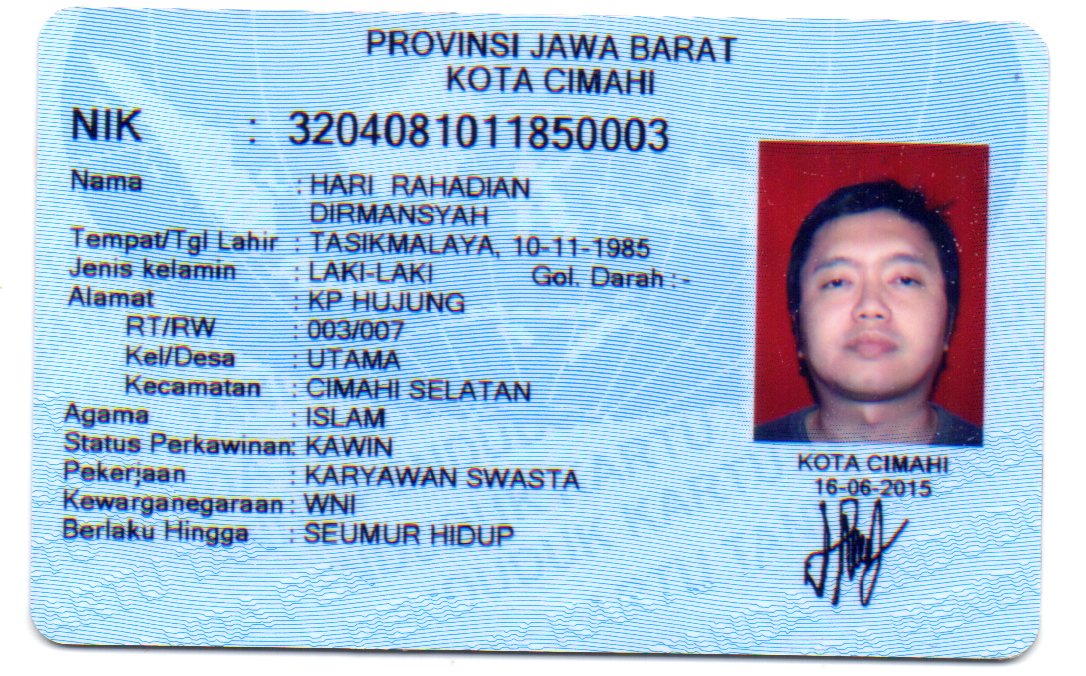 PROVINSI JAWA BARAT
KOTA CIMAHI
NIK : 3204081011850003
Nama : HARI RAHADIAN
DIRMANSYAH
Tempat/Tgl Lahir : TASIKMALAYA, 10-11-1985
Jenis kelamin : LAKI-LAKI Gol. Darah : -
Alamat : KP HUJUNG
RT/RW : 003/007
Kel/Desa : UTAMA
Kecamatan : CIMAHI SELATAN
Agama : ISLAM
Status Perkawinan: KAWIN
Pekerjaan : KARYAWAN SWASTA
Kewarganegaraan : WNI
Berlaku Hingga : SEUMUR HIDUP
KOTA CIMAHI
16-06-2015